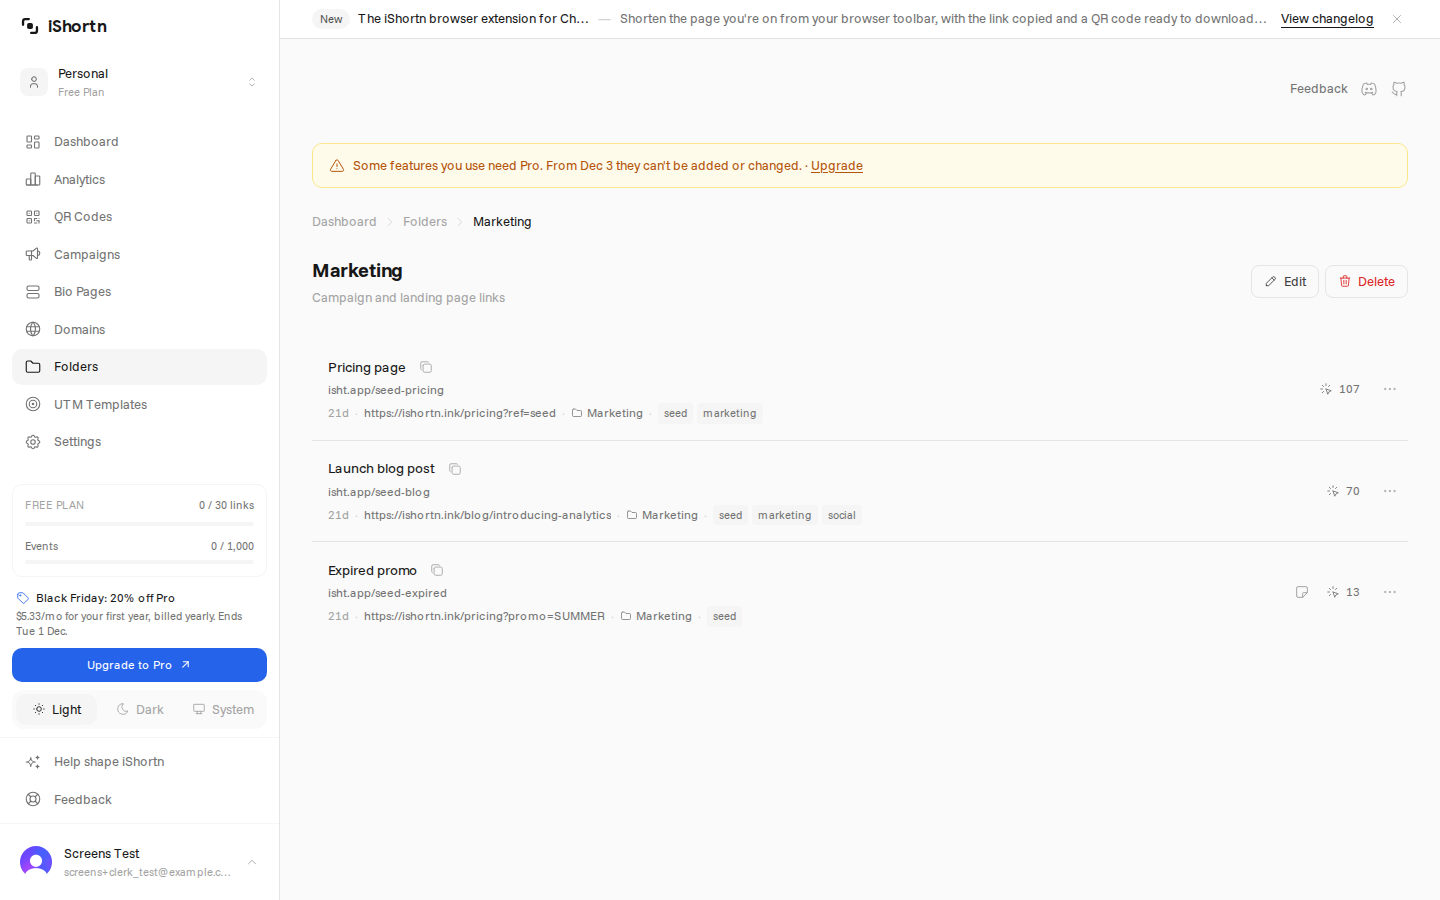 iShortn
Personal
Free Plan
Dashboard
Analytics
QR Codes
Campaigns
Bio Pages
Domains
Folders
UTM Templates
Settings
FREE PLAN 0 / 30 links
Events 0 / 1,000
Black Friday: 20% off Pro
$5.33/mo for your first year, billed yearly. Ends
Tue 1 Dec.
Upgrade to Pro
Light Dark System
Help shape iShortn
Feedback
Screens Test
screens+clerk_test@example.c...
New The iShortn browser extension for Ch... — Shorten the page you're on from your browser toolbar, with the link copied and a QR code ready to download... View changelog
Feedback
Some features you use need Pro. From Dec 3 they can't be added or changed. · Upgrade
Dashboard Folders Marketing
Marketing
Campaign and landing page links
Edit Delete
Pricing page
isht.app/seed-pricing
21d · https://ishortn.ink/pricing?ref=seed · Marketing · seed marketing
107
Launch blog post
isht.app/seed-blog
21d · https://ishortn.ink/blog/introducing-analytics · Marketing · seed marketing social
70
Expired promo
isht.app/seed-expired
21d · https://ishortn.ink/pricing?promo=SUMMER · Marketing · seed
13